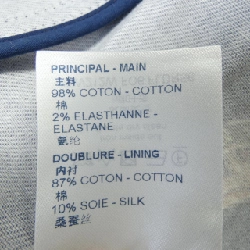 PRINCIPAL - MAIN
主料
98% COTON - COTTON
棉
2% ELASTHANNE -
ELASTANE
氨纶
DOUBLURE - LINING
内衬
87% COTON - COTTON
棉
10% SOIE - SILK
桑蚕丝